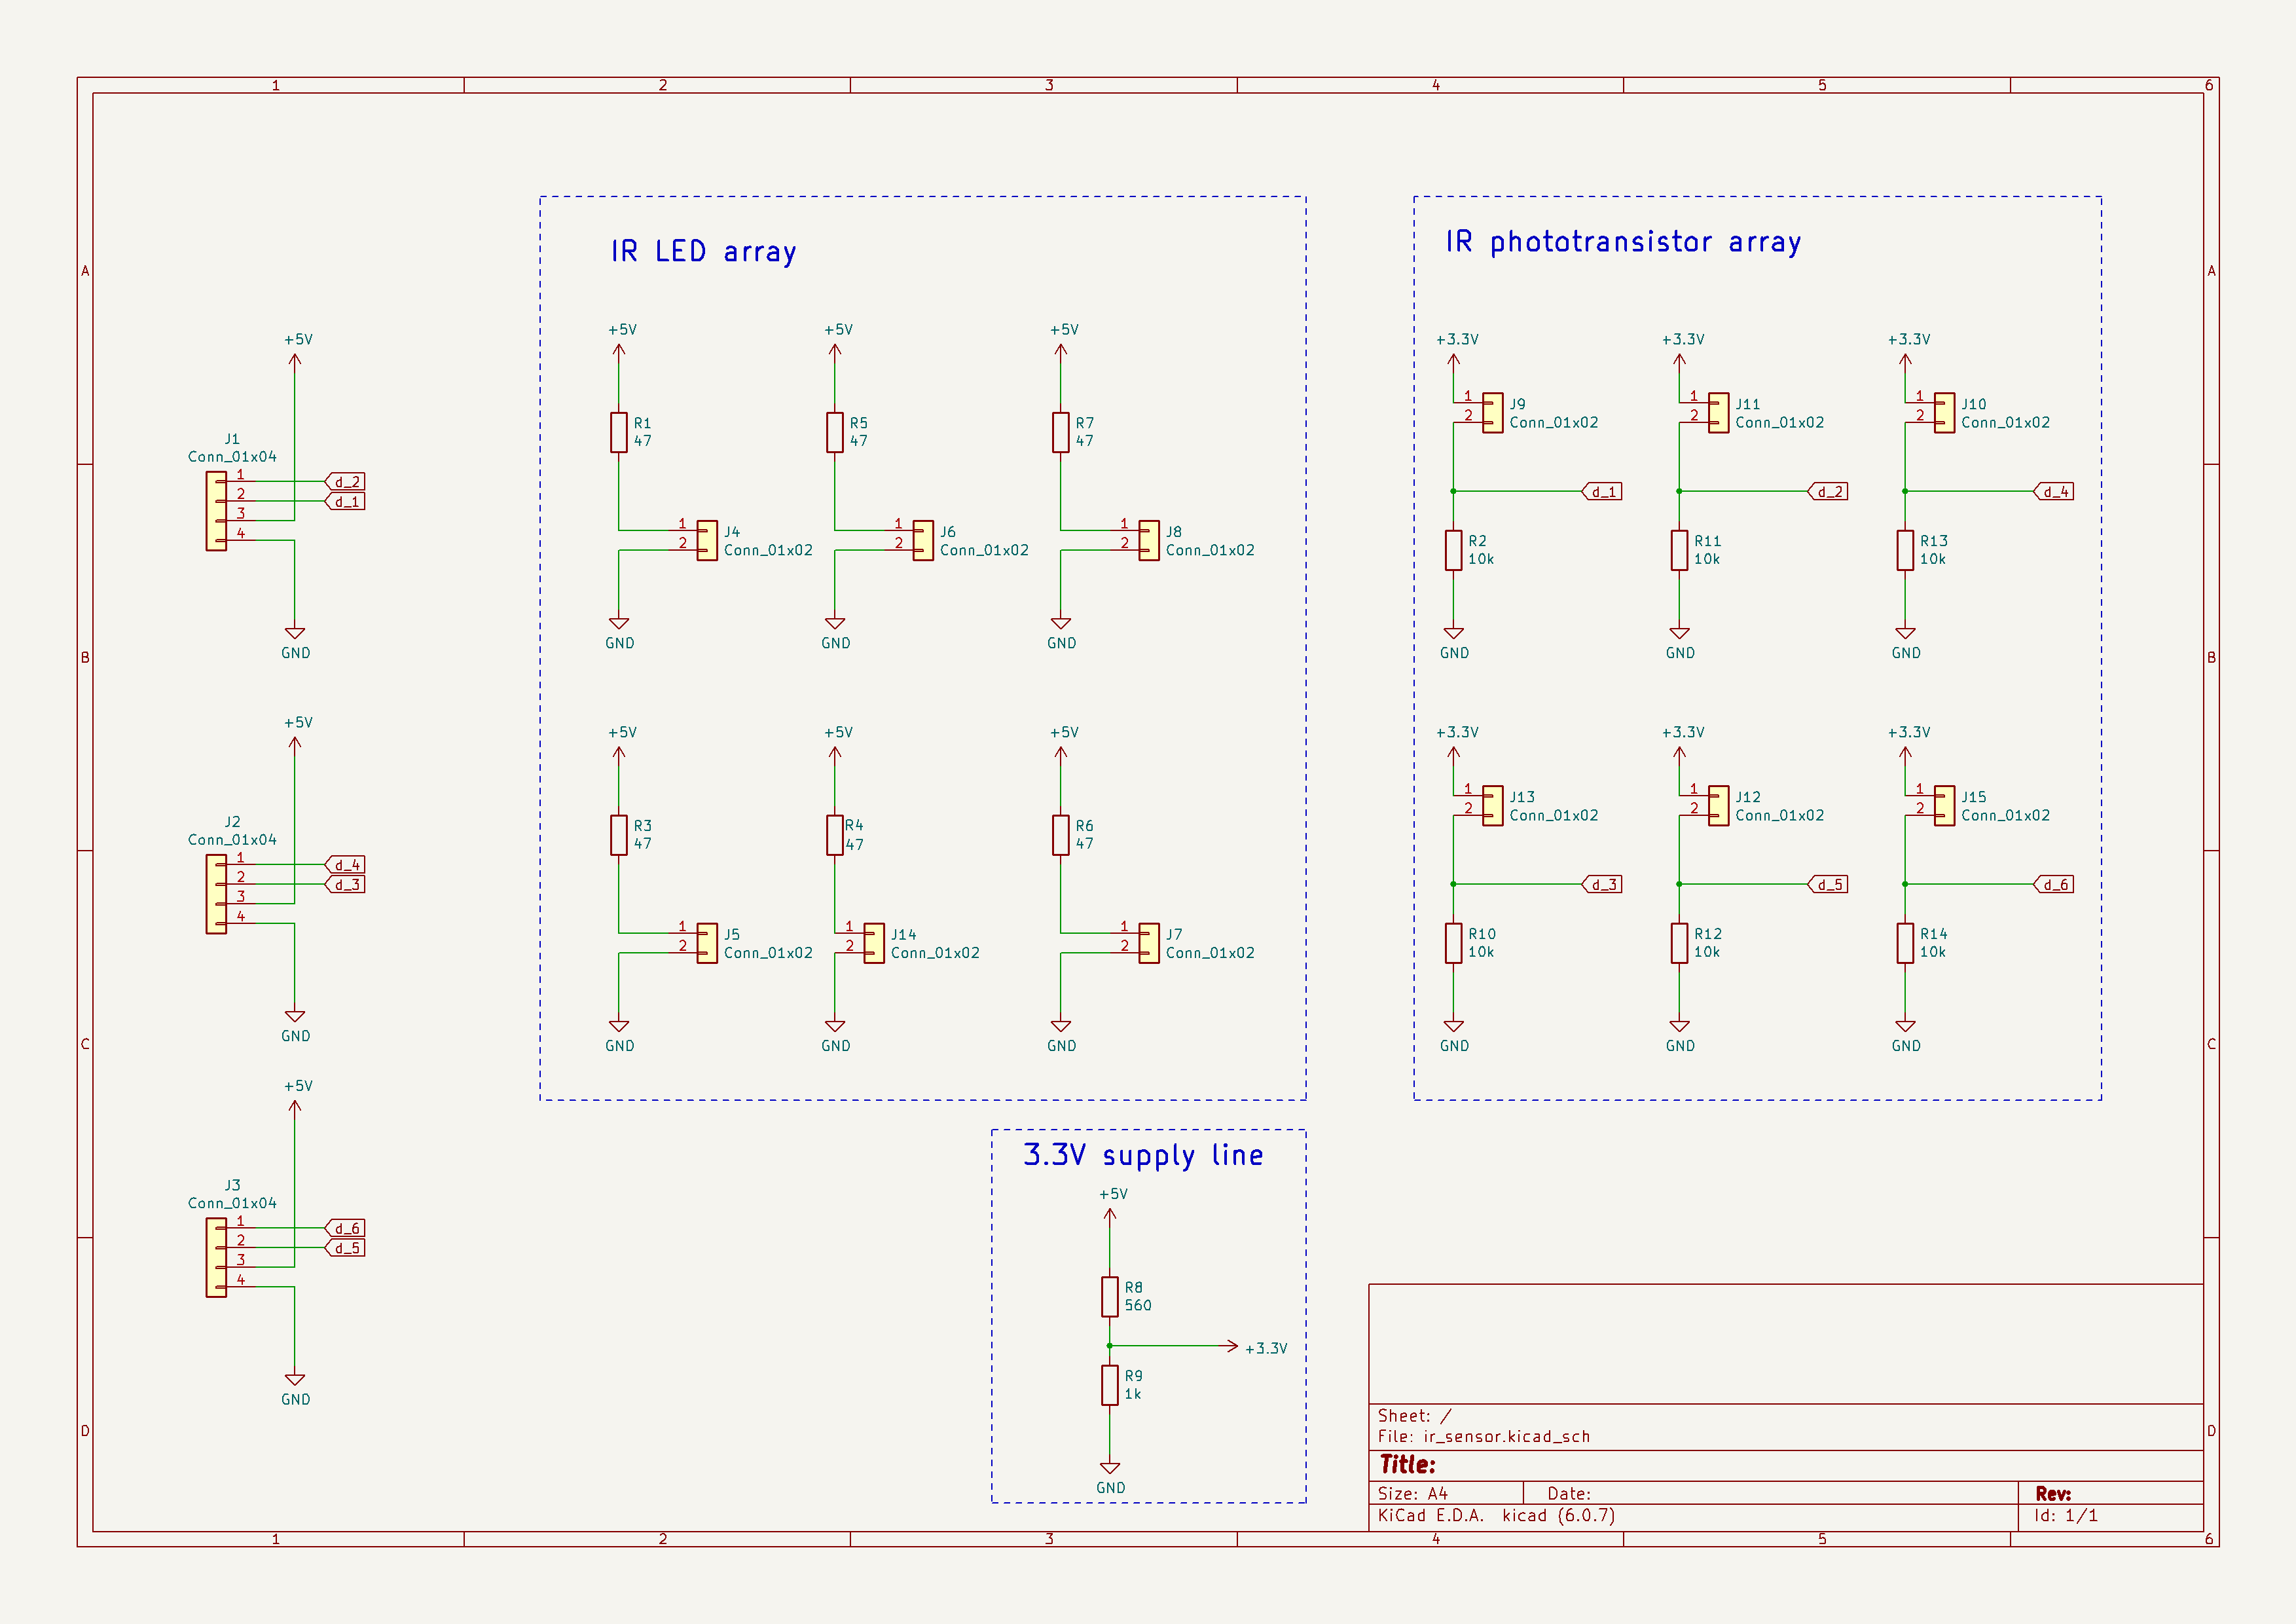 1 2 3 4 5 6
A A
B B
C C
D D
1 2 3 4 5 6
+5V
J1
Conn_01x04
1 d_2
2 d_1
3
4
GND
+5V
J2
Conn_01x04
1 d_4
2 d_3
3
4
GND
+5V
J3
Conn_01x04
1 d_6
2 d_5
3
4
GND
IR LED array
+5V
R1
47
1
2
J4
Conn_01x02
GND
+5V
R5
47
1
2
J6
Conn_01x02
GND
+5V
R7
47
1
2
J8
Conn_01x02
GND
+5V
R3
47
1
2
J5
Conn_01x02
GND
+5V
R4
47
1
2
J14
Conn_01x02
GND
+5V
R6
47
1
2
J7
Conn_01x02
GND
IR phototransistor array
+3.3V
1
2
J9
Conn_01x02
d_1
R2
10k
GND
+3.3V
1
2
J11
Conn_01x02
d_2
R11
10k
GND
+3.3V
1
2
J10
Conn_01x02
d_4
R13
10k
GND
+3.3V
1
2
J13
Conn_01x02
d_3
R10
10k
GND
+3.3V
1
2
J12
Conn_01x02
d_5
R12
10k
GND
+3.3V
1
2
J15
Conn_01x02
d_6
R14
10k
GND
3.3V supply line
+5V
R8
560
+3.3V
R9
1k
GND
Sheet: /
File: ir_sensor.kicad_sch
Title:
Size: A4 Date: Rev:
KiCad E.D.A. kicad (6.0.7) Id: 1/1